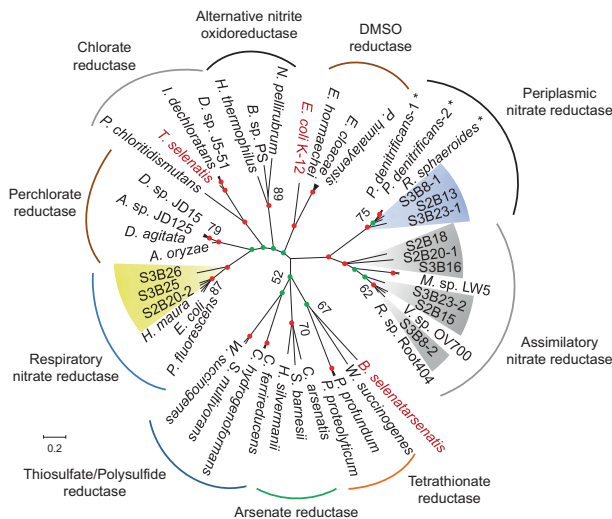 Alternative nitrite
oxidoreductase
DMSO
reductase
Periplasmic
nitrate reductase
Chlorate
reductase
Perchlorate
reductase
Respiratory
nitrate reductase
Thiosulfate/Polysulfide
reductase
Arsenate reductase
Tetrathionate
reductase
Assimilatory
nitrate reductase
N. pellirubrum
E. coli K-12
E. hormaechei
E. cloacae
P. himalayensis
P. denitrificans-1 *
P. denitrificans-2 *
R. sphaeroides *
S3B8-1
S2B13
S3B23-1
S2B18
S2B20-1
S3B16
M. sp. LW5
S3B23-2
S2B15
V. sp. OV700
R. sp. Root404
S3B8-2
B. selenatarsenatis
W. succinogenes
P. profundum
P. proteolyticum
C. arsenatis
S. barnesii
H. silvermanii
C. ferrireducens
C. hydrogenoformans
S. multivorans
W. succinogenes
P. fluorescens
E. coli
H. maura
S2B20-2
S3B25
S3B26
A. oryzae
D. agitata
A. sp. JD125
D. sp. JD15
P. chloritidismutans
T. selenatis
I. dechloratans
D. sp. J5-51
H. thermophilus
B. sp. PS
89
75
62
67
70
52
87
79
0.2